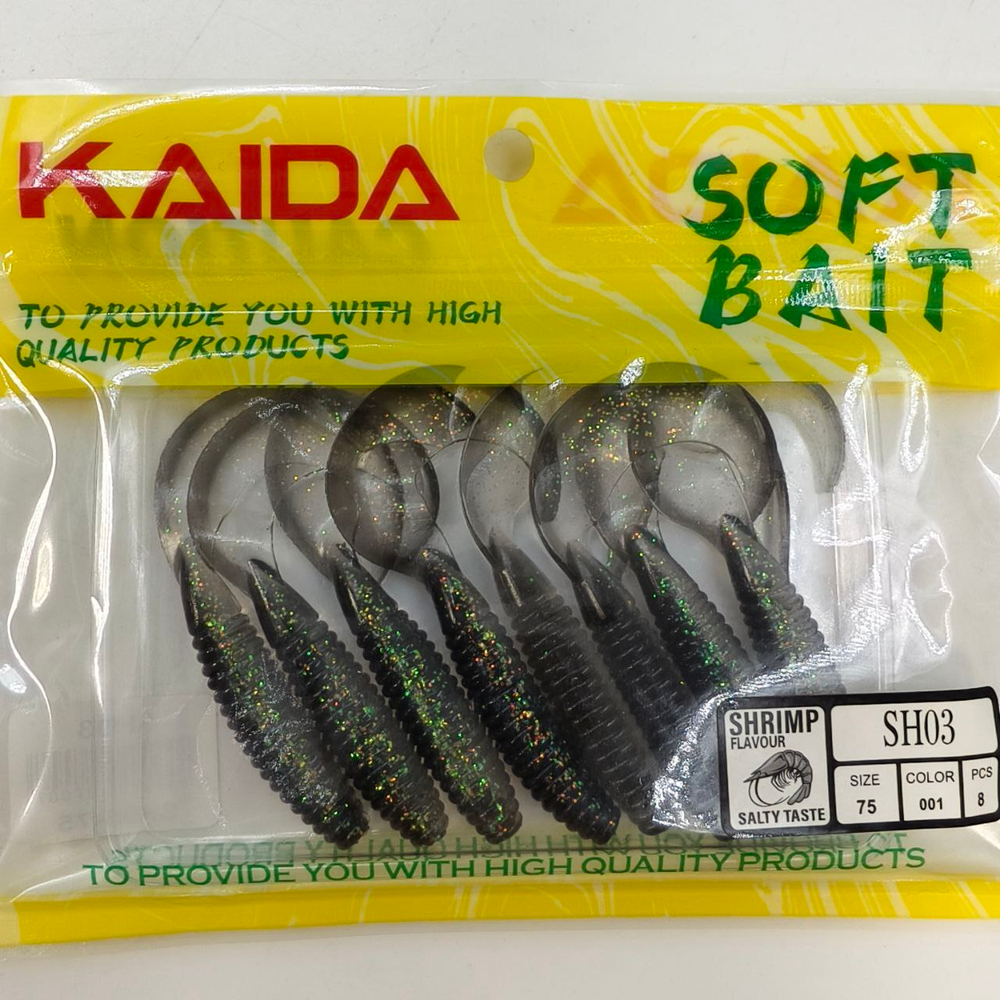 KAIDA
SOFT
BAIT
TO PROVIDE YOU WITH HIGH
QUALITY PRODUCTS
SHRIMP
FLAVOUR
SALTY TASTE
SH03
SIZE
75
COLOR
001
PCS
8
TO PROVIDE YOU WITH HIGH QUALITY PRODUCTS